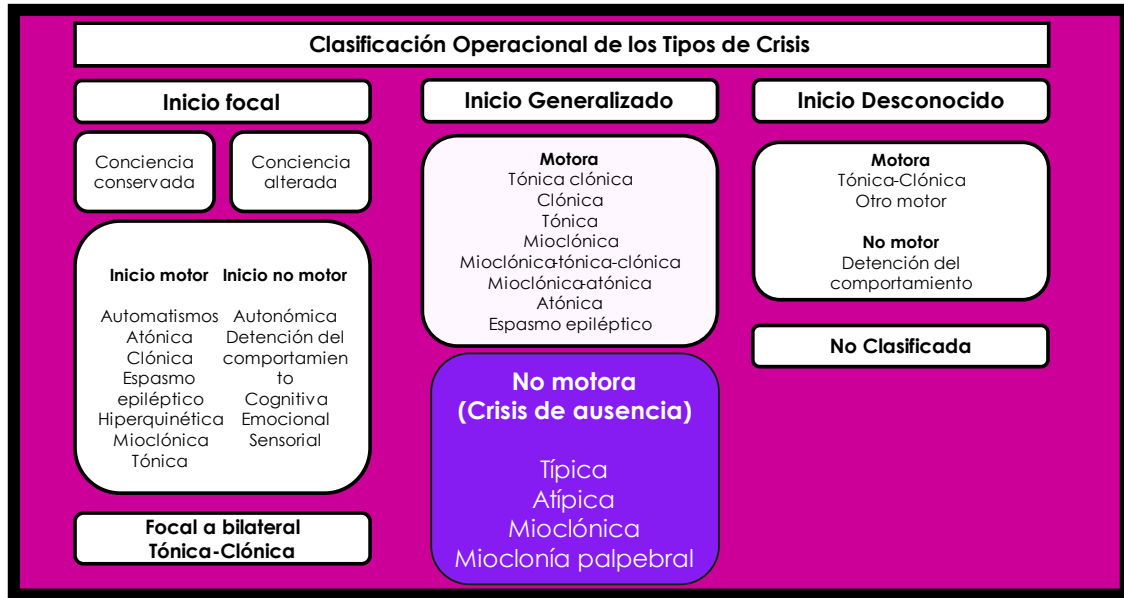 Clasificación Operacional de los Tipos de Crisis
Inicio focal
Conciencia
conservada
Conciencia
alterada
Inicio motor
Automatismos
Atónica
Clónica
Espasmo
epiléptico
Hiperquinética
Mioclónica
Tónica
Inicio no motor
Autonómica
Detención del
comportamien
to
Cognitiva
Emocional
Sensorial
Focal a bilateral
Tónica-Clónica
Inicio Generalizado
Motora
Tónica clónica
Clónica
Tónica
Mioclónica
Mioclónica-tónica-clónica
Mioclónica-atónica
Atónica
Espasmo epiléptico
No motora
(Crisis de ausencia)
Típica
Atípica
Mioclónica
Mioclonía palpebral
Inicio Desconocido
Motora
Tónica-Clónica
Otro motor
No motor
Detención del
comportamiento
No Clasificada